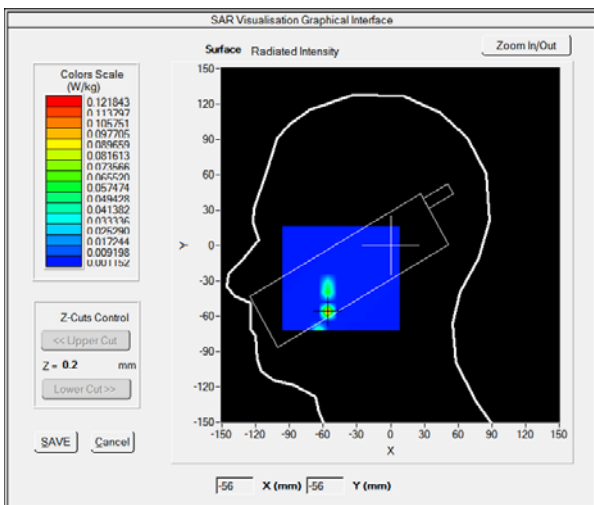 SAR Visualisation Graphical Interface
Surface Radiated Intensity
Zoom In/Out
Colors Scale
(W/kg)
0.121843
0.113797
0.105751
0.097705
0.089659
0.081613
0.073566
0.065520
0.057474
0.049428
0.041382
0.033336
0.025290
0.017244
0.009198
0.001152
Z-Cuts Control
<< Upper Cut
Z = 0.2 mm
Lower Cut >>
SAVE Cancel
150
120
90
60
30
0
-30
-60
-90
-120
-150
Y
-150 -120 -90 -60 -30 0 30 60 90 120 150
X
-56 X (mm) -56 Y (mm)